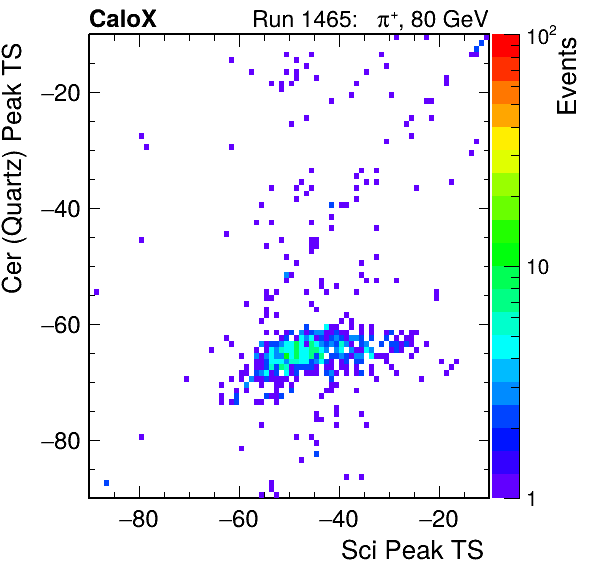 CaloX Run 1465: π⁺, 80 GeV
Cer (Quartz) Peak TS
−20
−40
−60
−80
−80 −60 −40 −20
Sci Peak TS
10²
10
1
Events